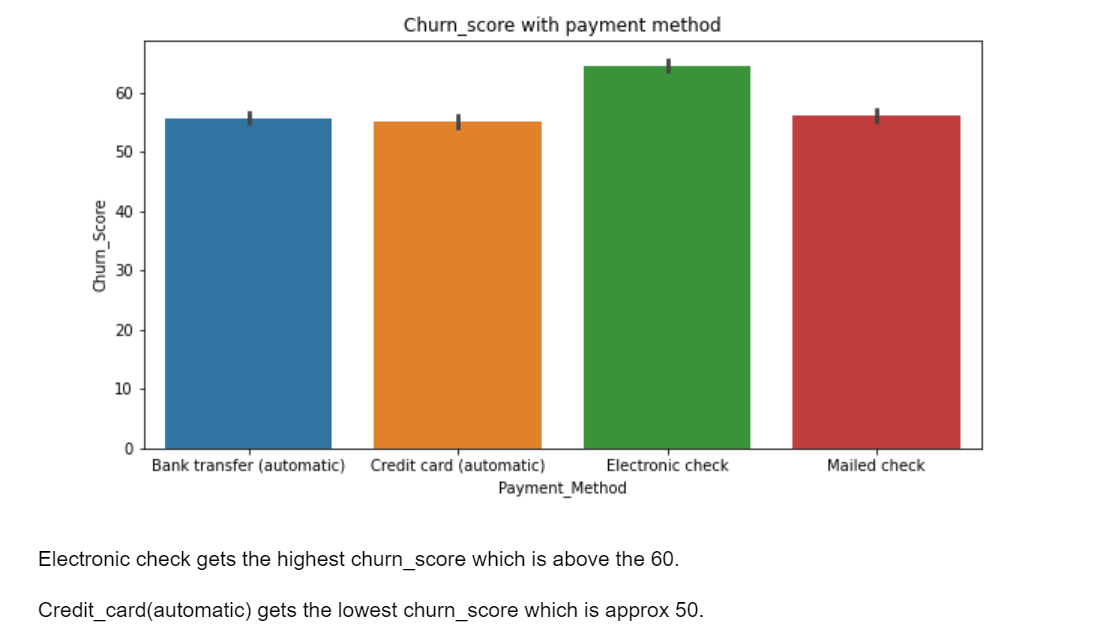 Churn_score with payment method
60
50
40
30
20
10
0
Churn_Score
Bank transfer (automatic) Credit card (automatic) Electronic check Mailed check
Payment_Method
Electronic check gets the highest churn_score which is above the 60.
Credit_card(automatic) gets the lowest churn_score which is approx 50.